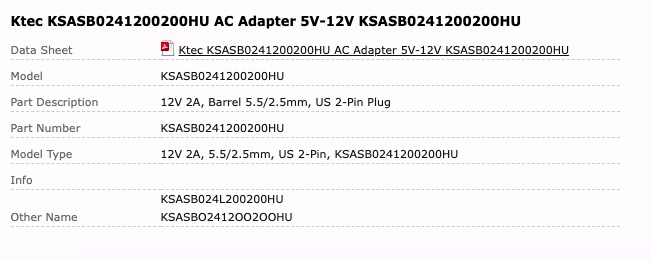 Ktec KSASB0241200200HU AC Adapter 5V-12V KSASB0241200200HU
Data Sheet Ktec KSASB0241200200HU AC Adapter 5V-12V KSASB0241200200HU
Model KSASB0241200200HU
Part Description 12V 2A, Barrel 5.5/2.5mm, US 2-Pin Plug
Part Number KSASB0241200200HU
Model Type 12V 2A, 5.5/2.5mm, US 2-Pin, KSASB0241200200HU
Info
KSASB024L200200HU
Other Name KSASBO2412OO2OOHU